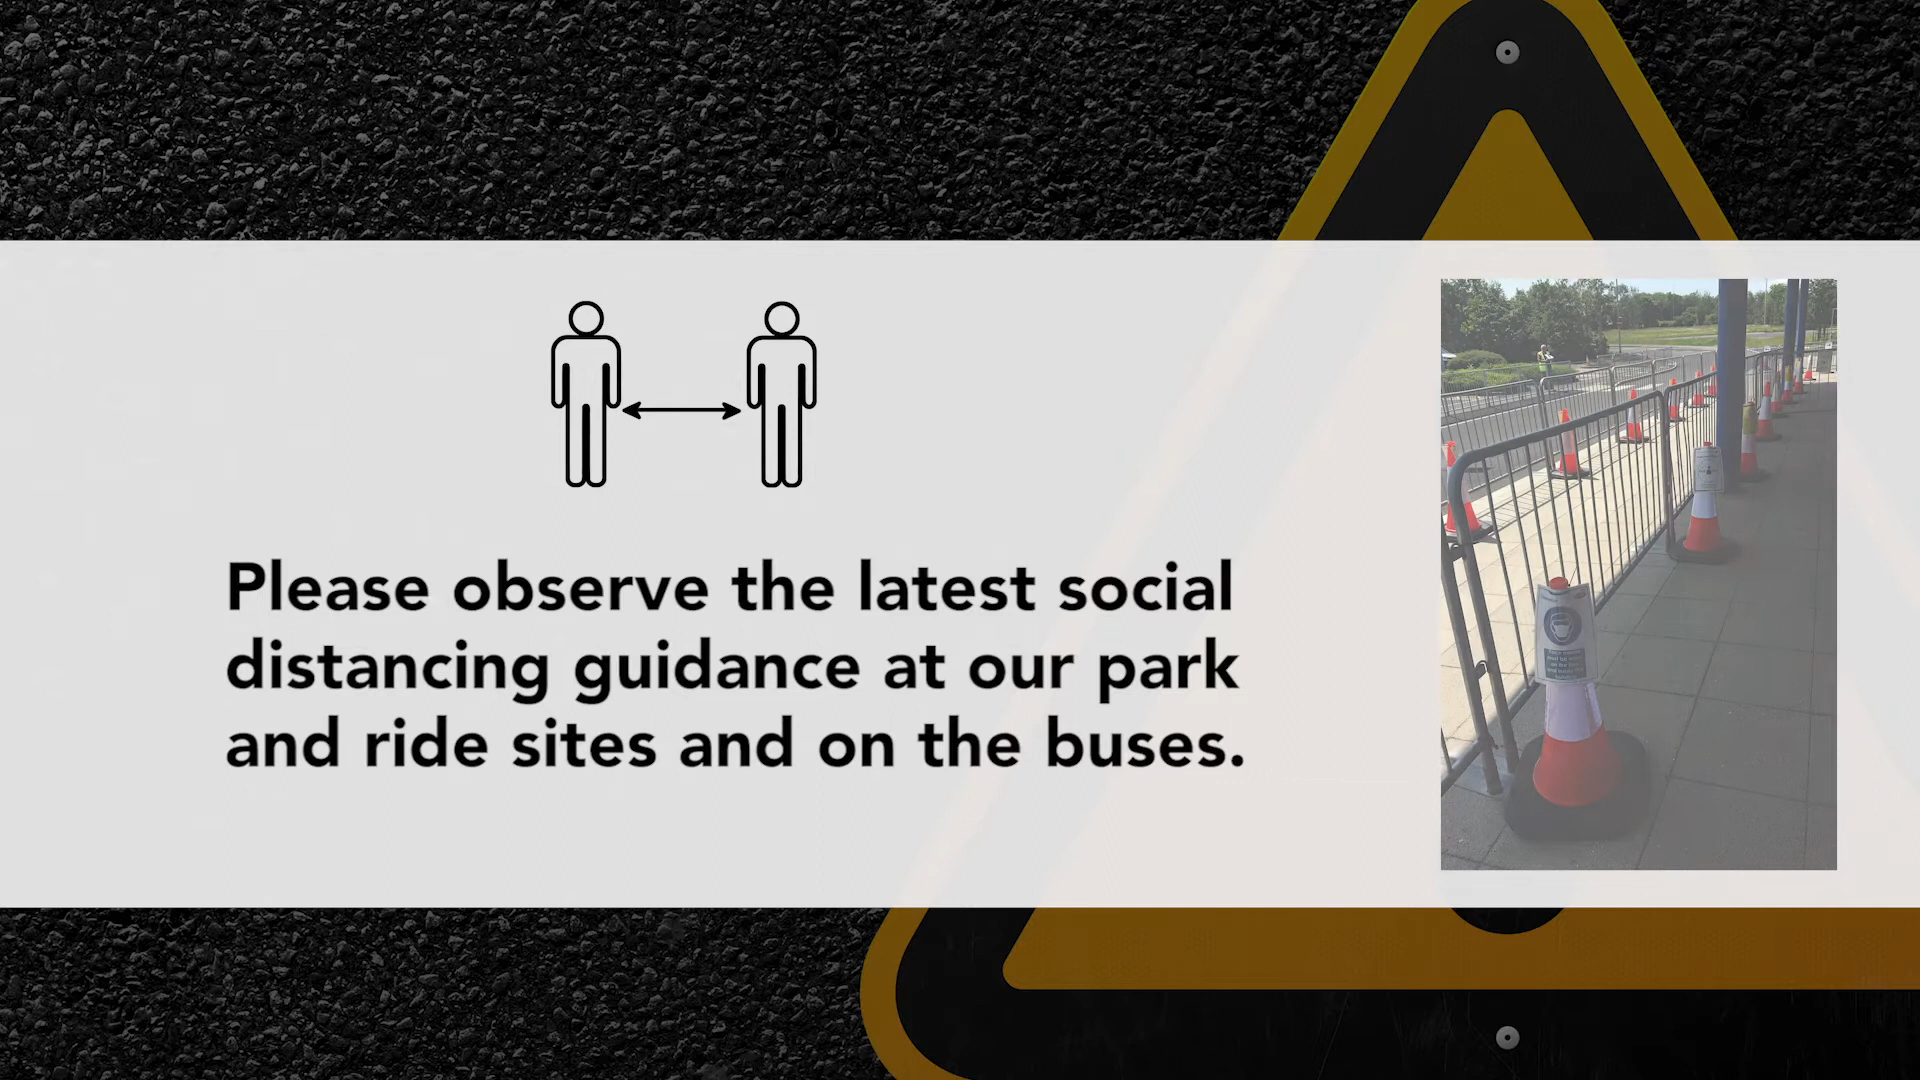 Please observe the latest social
distancing guidance at our park
and ride sites and on the buses.